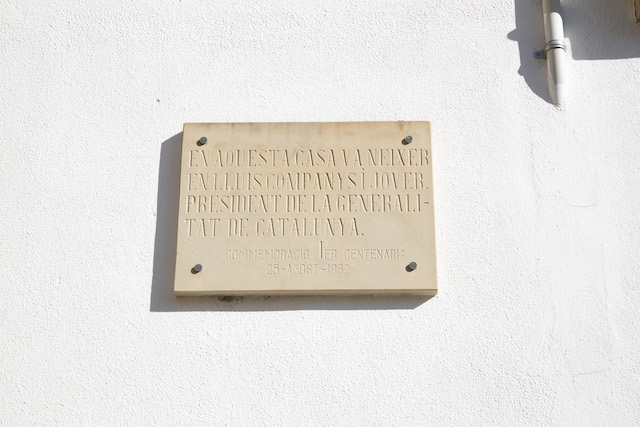 EN AQUESTA CASA VA NEIXER
EN LLUIS COMPANYS I JOVER.
PRESIDENT DE LA GENERALI-
TAT DE CATALUNYA.
COMMEMORACIO 1ER CENTENARI:
25-AGOST-1982